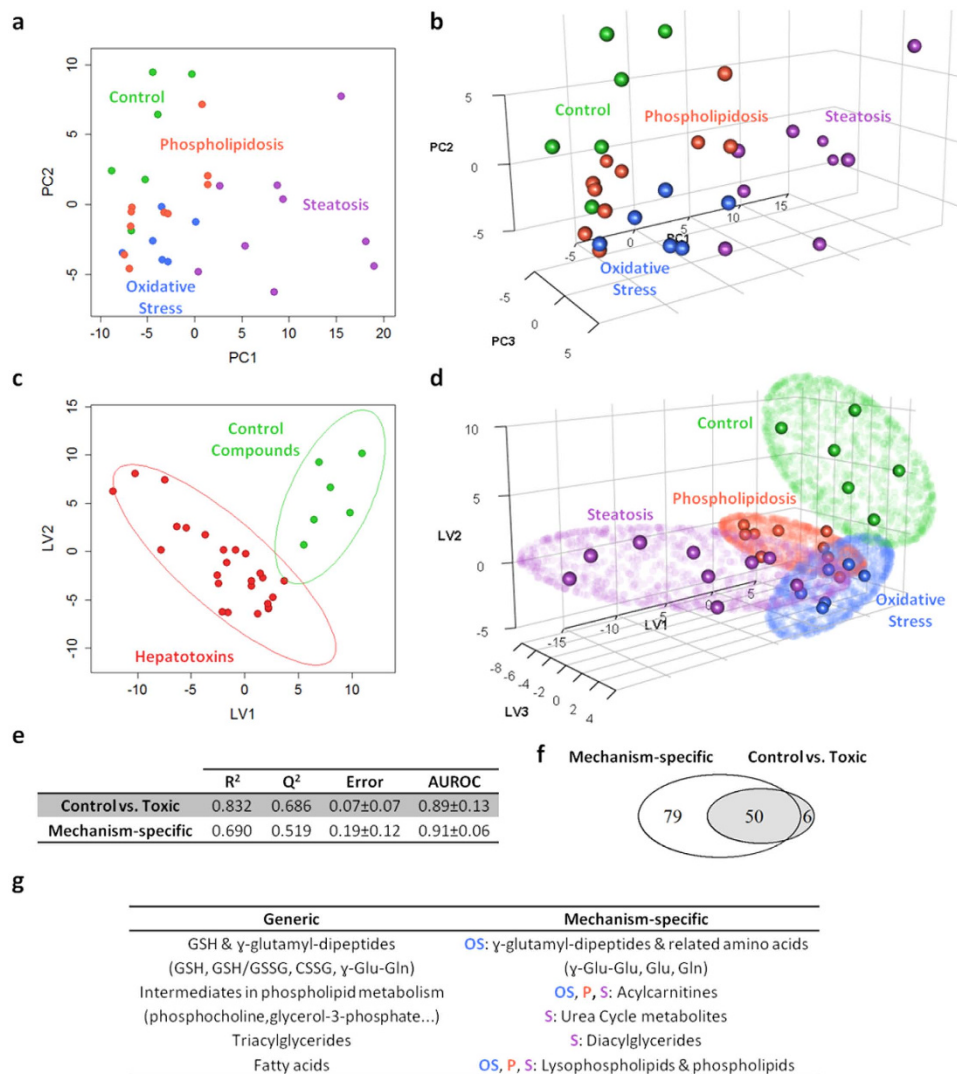 a
10
5
0
-5
PC2
-10
-5
0
5
10
15
20
PC1
Control
Phospholipidosis
Steatosis
Oxidative
Stress
b
5
PC2
0
-5
Control
Phospholipidosis
Steatosis
-5
0
5
PC1
10
15
Oxidative
Stress
-5
0
PC3
5
c
15
10
5
0
-5
-10
LV2
-10
-5
0
5
10
LV1
Control
Compounds
Hepatotoxins
d
10
5
LV2
0
-5
Control
Phospholipidosis
Steatosis
Oxidative
Stress
-15
-10
-5
LV1
0
5
-8
-6
-4
-2
0
2
4
LV3
e
R² Q² Error AUROC
Control vs. Toxic 0.832 0.686 0.07±0.07 0.89±0.13
Mechanism-specific 0.690 0.519 0.19±0.12 0.91±0.06
f
Mechanism-specific Control vs. Toxic
79 50 6
g
Generic Mechanism-specific
GSH & γ-glutamyl-dipeptides OS: γ-glutamyl-dipeptides & related amino acids
(GSH, GSH/GSSG, CSSG, γ-Glu-Gln) (γ-Glu-Glu, Glu, Gln)
Intermediates in phospholipid metabolism OS, P, S: Acylcarnitines
(phosphocholine,glycerol-3-phosphate...) S: Urea Cycle metabolites
Triacylglycerides S: Diacylglycerides
Fatty acids OS, P, S: Lysophospholipids & phospholipids